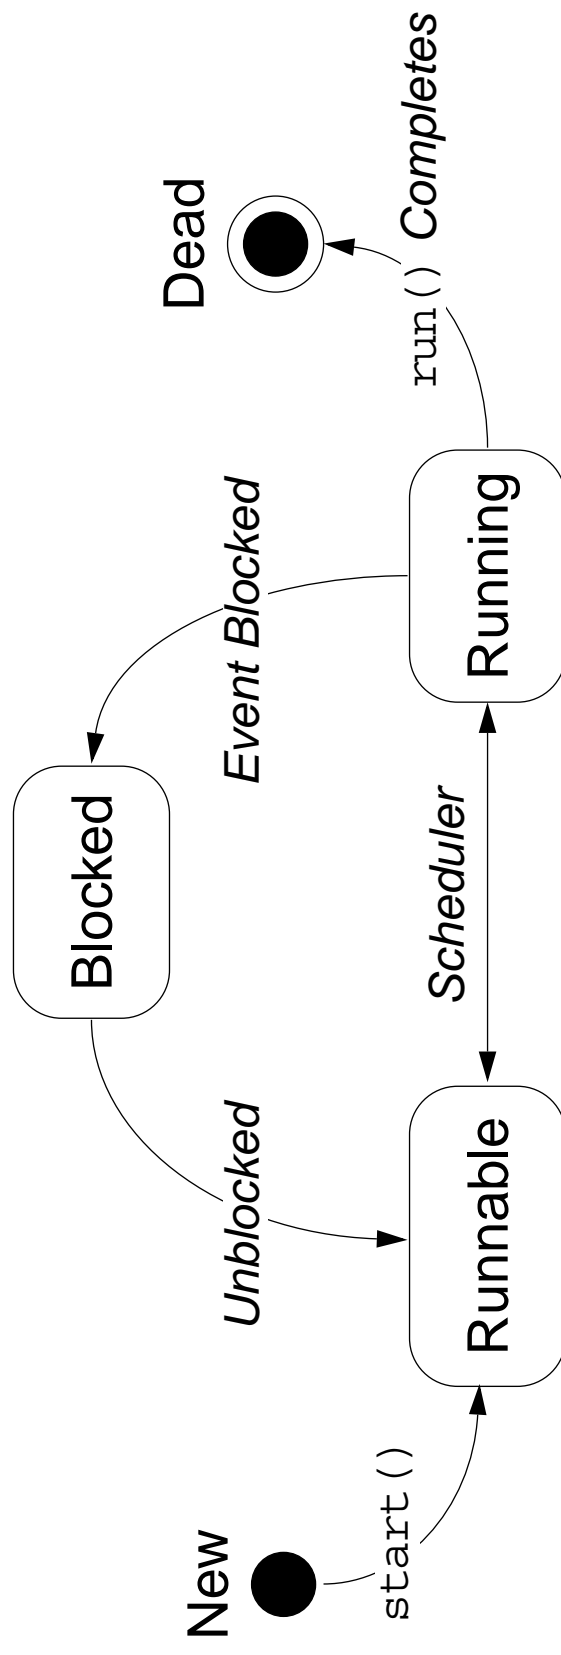 New
start()
Runnable
Unblocked
Blocked
Scheduler
Event Blocked
Running
run() Completes
Dead